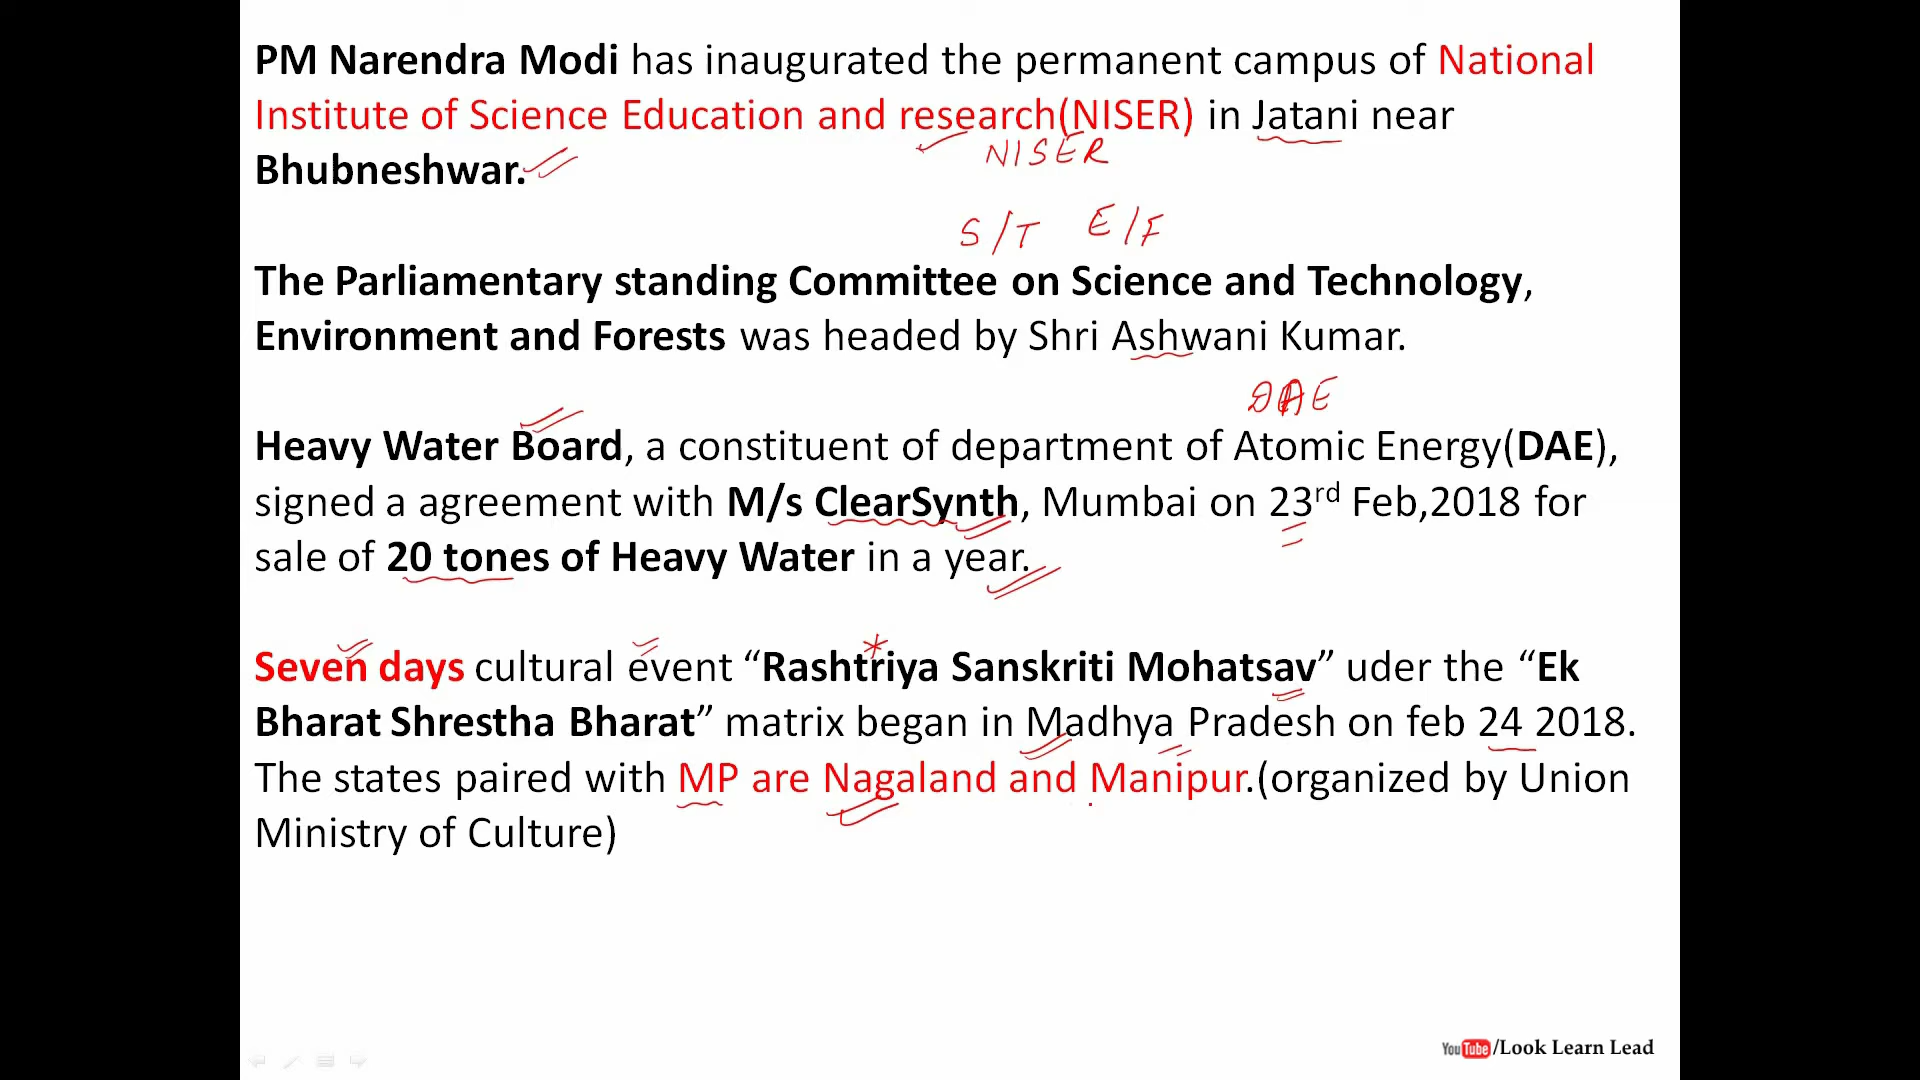 PM Narendra Modi has inaugurated the permanent campus of National
Institute of Science Education and research(NISER) in Jatani near
NISER
Bhubneshwar.
S/T E/F
The Parliamentary standing Committee on Science and Technology,
Environment and Forests was headed by Shri Ashwani Kumar.
DAE
Heavy Water Board, a constituent of department of Atomic Energy(DAE),
signed a agreement with M/s ClearSynth, Mumbai on 23rd Feb,2018 for
sale of 20 tones of Heavy Water in a year.
Seven days cultural event “Rashtriya Sanskriti Mohatsav” uder the “Ek
Bharat Shrestha Bharat” matrix began in Madhya Pradesh on feb 24 2018.
The states paired with MP are Nagaland and Manipur.(organized by Union
Ministry of Culture)
YouTube/Look Learn Lead